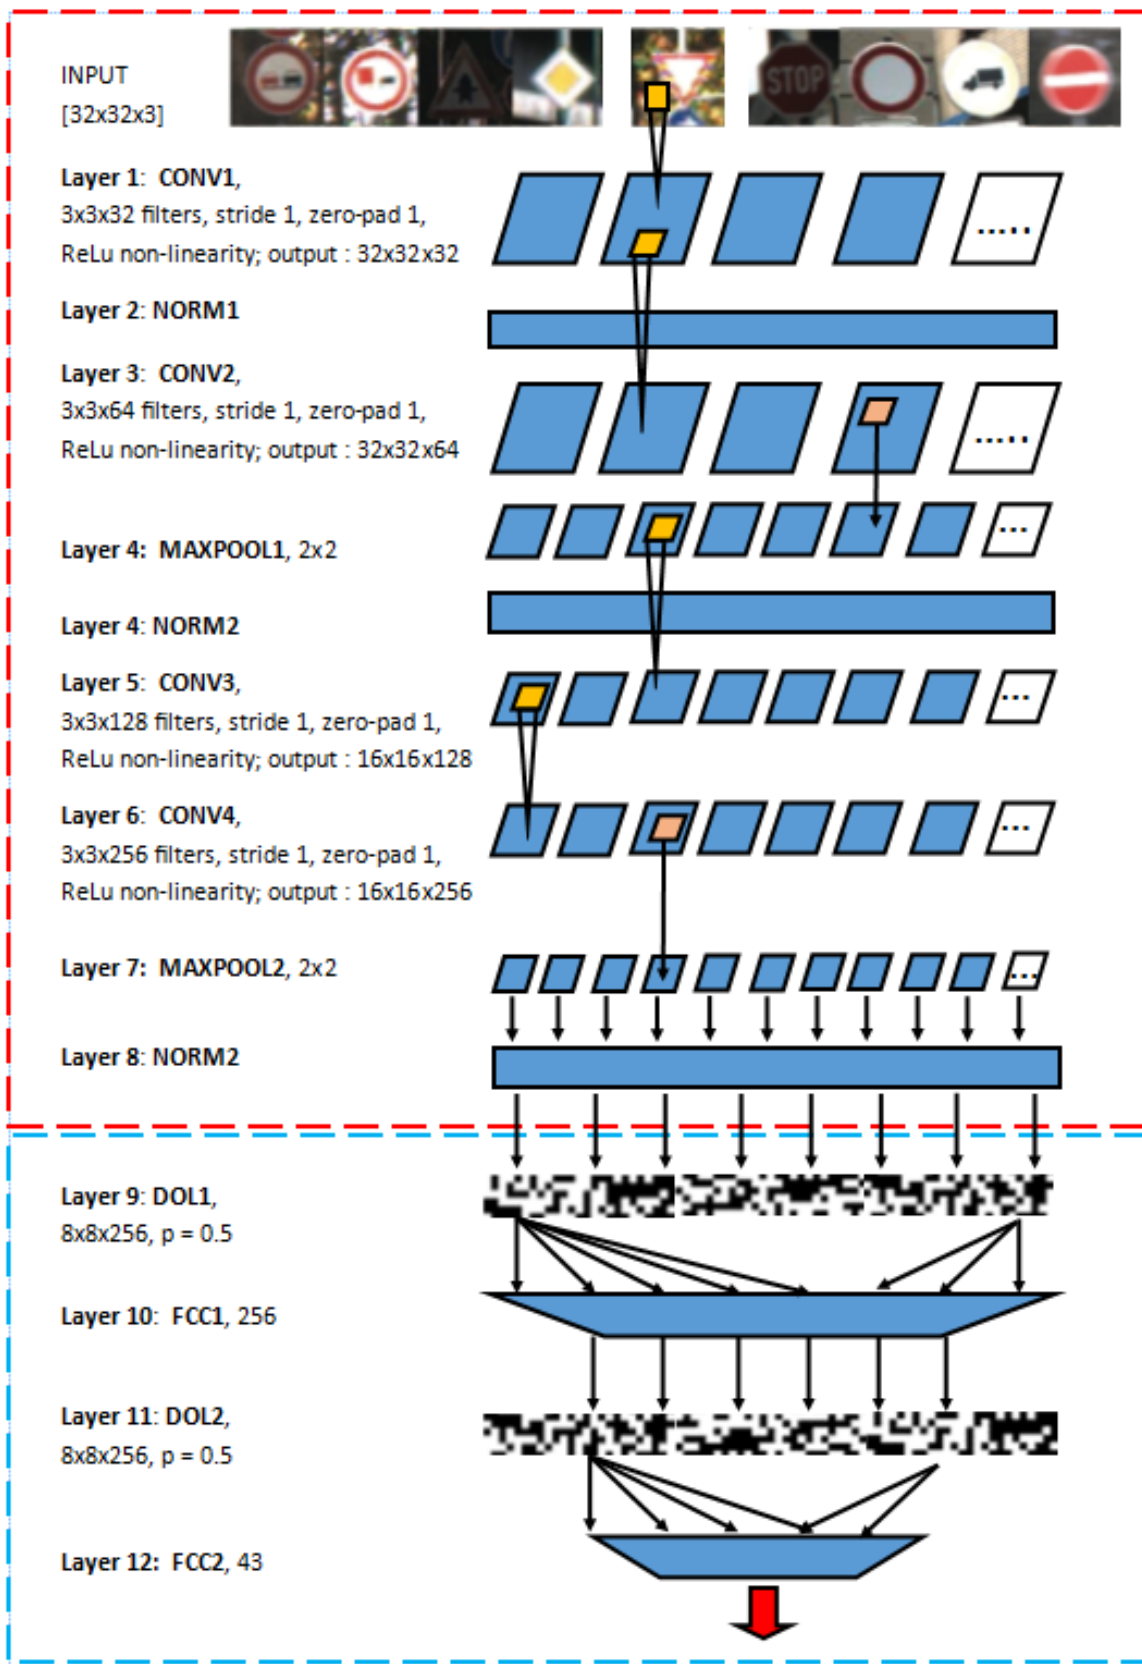 INPUT
[32x32x3]
STOP
Layer 1: CONV1,
3x3x32 filters, stride 1, zero-pad 1,
ReLu non-linearity; output : 32x32x32
.....
Layer 2: NORM1
Layer 3: CONV2,
3x3x64 filters, stride 1, zero-pad 1,
ReLu non-linearity; output : 32x32x64
.....
Layer 4: MAXPOOL1, 2x2
...
Layer 4: NORM2
Layer 5: CONV3,
3x3x128 filters, stride 1, zero-pad 1,
ReLu non-linearity; output : 16x16x128
...
Layer 6: CONV4,
3x3x256 filters, stride 1, zero-pad 1,
ReLu non-linearity; output : 16x16x256
...
Layer 7: MAXPOOL2, 2x2
...
Layer 8: NORM2
Layer 9: DOL1,
8x8x256, p = 0.5
Layer 10: FCC1, 256
Layer 11: DOL2,
8x8x256, p = 0.5
Layer 12: FCC2, 43